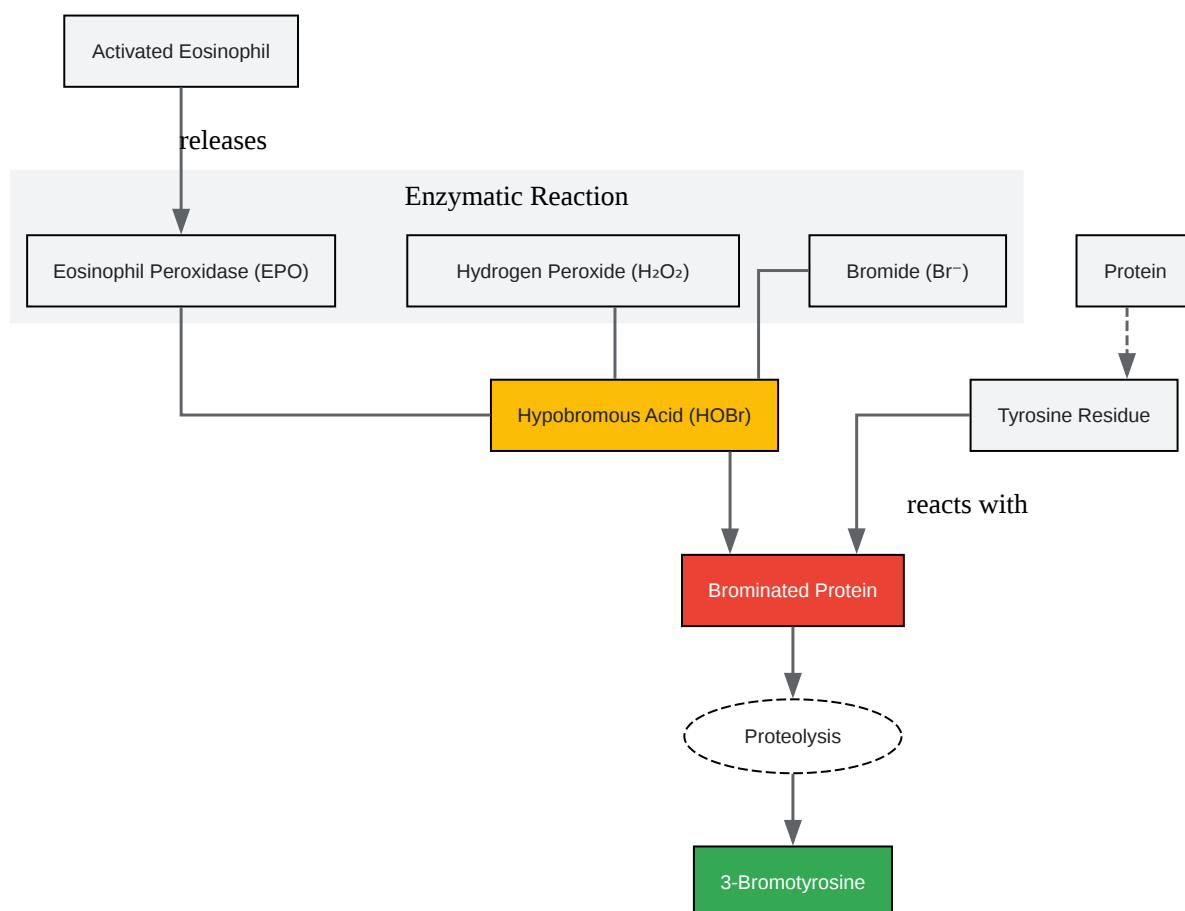 Activated Eosinophil
releases
Enzymatic Reaction
Eosinophil Peroxidase (EPO)
Hydrogen Peroxide (H₂O₂)
Bromide (Br⁻)
Protein
Hypobromous Acid (HOBr)
Tyrosine Residue
reacts with
Brominated Protein
Proteolysis
3-Bromotyrosine